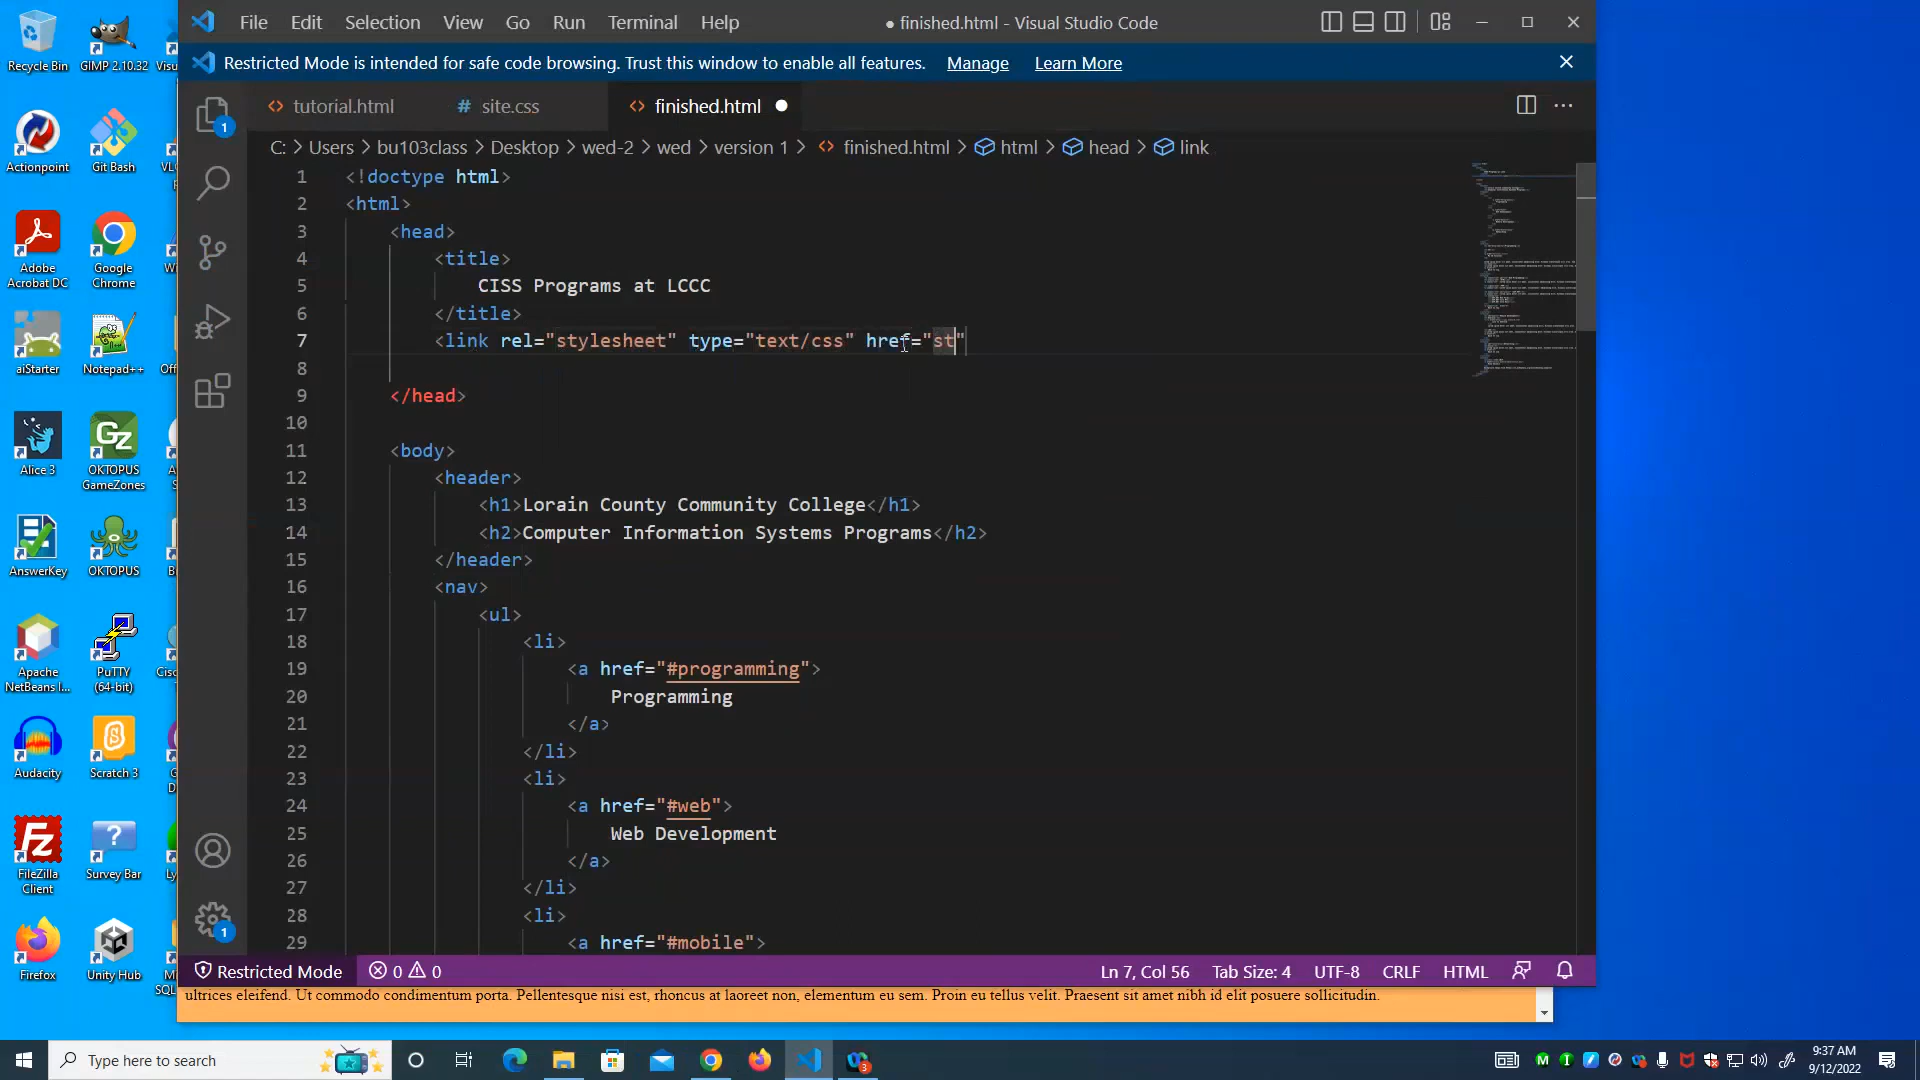 File Edit Selection View Go Run Terminal Help ● finished.html - Visual Studio Code
Restricted Mode is intended for safe code browsing. Trust this window to enable all features. Manage Learn More
tutorial.html # site.css finished.html
C: > Users > bu103class > Desktop > wed-2 > wed > version 1 > finished.html > html > head > link
1 <!doctype html>
2 <html>
3 <head>
4 <title>
5 CISS Programs at LCCC
6 </title>
7 <link rel="stylesheet" type="text/css" href="st"
8
9 </head>
10
11 <body>
12 <header>
13 <h1>Lorain County Community College</h1>
14 <h2>Computer Information Systems Programs</h2>
15 </header>
16 <nav>
17 <ul>
18 <li>
19 <a href="#programming">
20 Programming
21 </a>
22 </li>
23 <li>
24 <a href="#web">
25 Web Development
26 </a>
27 </li>
28 <li>
29 <a href="#mobile">
Restricted Mode 0 0 Ln 7, Col 56 Tab Size: 4 UTF-8 CRLF HTML
ultrices eleifend. Ut commodo condimentum porta. Pellentesque nisi est, rhoncus at laoreet non, elementum eu sem. Proin eu tellus velit. Praesent sit amet nibh id elit posuere sollicitudin.
1
1
Recycle Bin
GIMP 2.10.32
Actionpoint
Git Bash
Adobe
Acrobat DC
Google
Chrome
aiStarter
Notepad++
Alice 3
OKTOPUS
GameZones
AnswerKey
OKTOPUS
Apache
NetBeans I...
PuTTY
(64-bit)
Audacity
Scratch 3
FileZilla
Client
Survey Bar
Firefox
Unity Hub
Type here to search
3
9:37 AM
9/12/2022